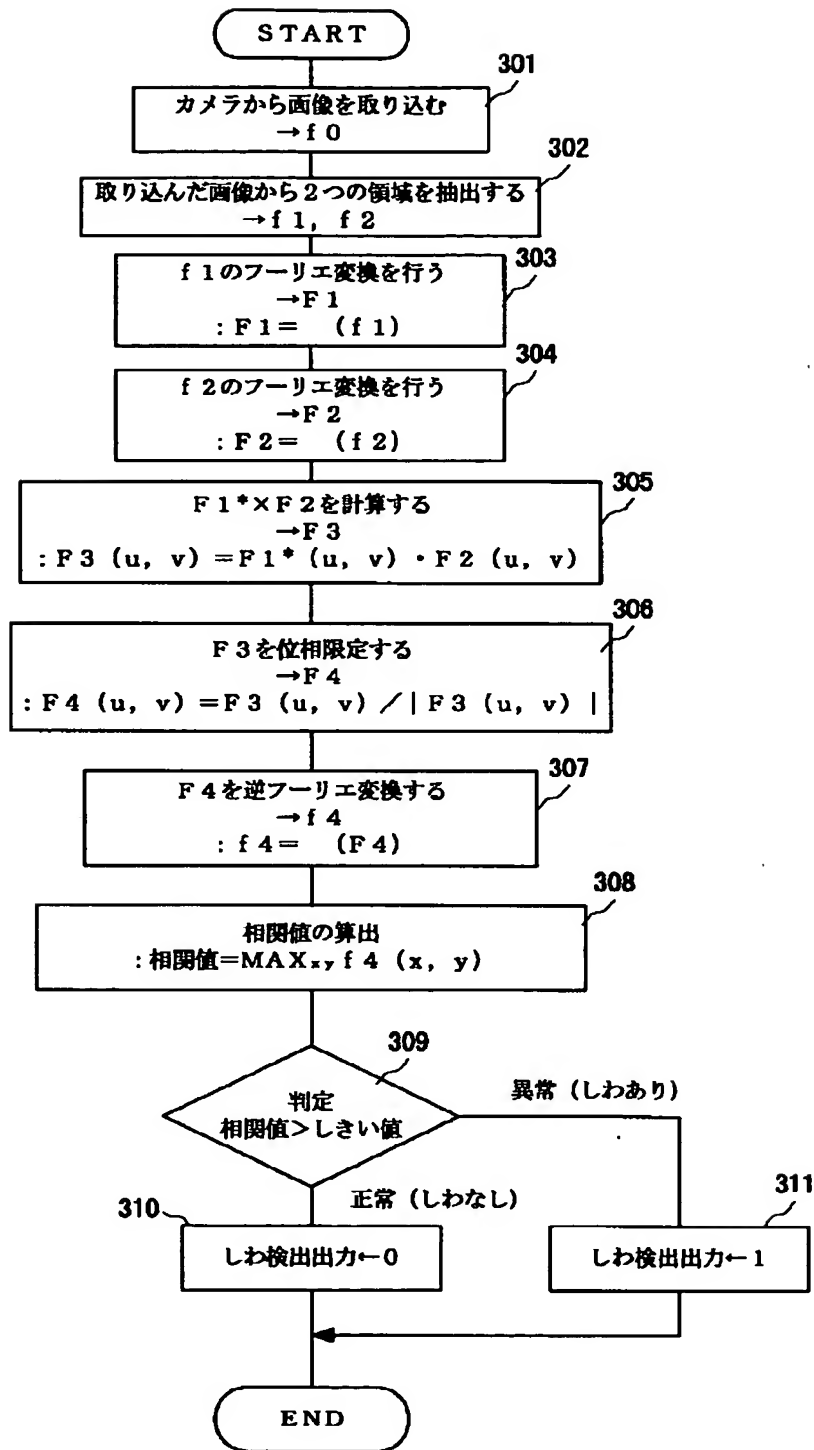 START
301
カメラから画像を取り込む
→f0
302
取り込んだ画像から2つの領域を抽出する
→f1, f2
303
f1のフーリエ変換を行う
→F1
:F1= (f1)
304
f2のフーリエ変換を行う
→F2
:F2= (f2)
305
F1*×F2を計算する
→F3
:F3(u, v)=F1*(u, v)・F2(u, v)
306
F3を位相限定する
→F4
:F4(u, v)=F3(u, v)/|F3(u, v)|
307
F4を逆フーリエ変換する
→f4
:f4= (F4)
308
相関値の算出
:相関値=MAXxyf4(x, y)
309
判定
相関値>しきい値
異常(しわあり)
正常(しわなし)
310
しわ検出出力←0
311
しわ検出出力←1
END